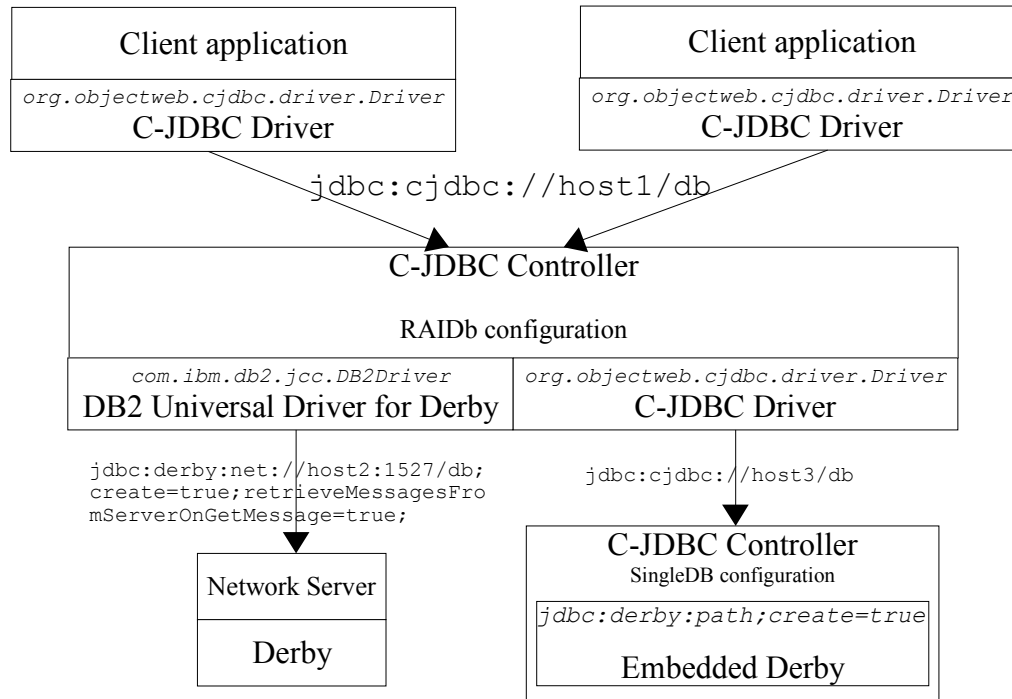 Client application
org.objectweb.cjdbc.driver.Driver
C-JDBC Driver
Client application
org.objectweb.cjdbc.driver.Driver
C-JDBC Driver
jdbc:cjdbc://host1/db
C-JDBC Controller
RAIDb configuration
com.ibm.db2.jcc.DB2Driver
DB2 Universal Driver for Derby
org.objectweb.cjdbc.driver.Driver
C-JDBC Driver
jdbc:derby:net://host2:1527/db;
create=true;retrieveMessagesFro
mServerOnGetMessage=true;
jdbc:cjdbc://host3/db
Network Server
Derby
C-JDBC Controller
SingleDB configuration
jdbc:derby:path;create=true
Embedded Derby